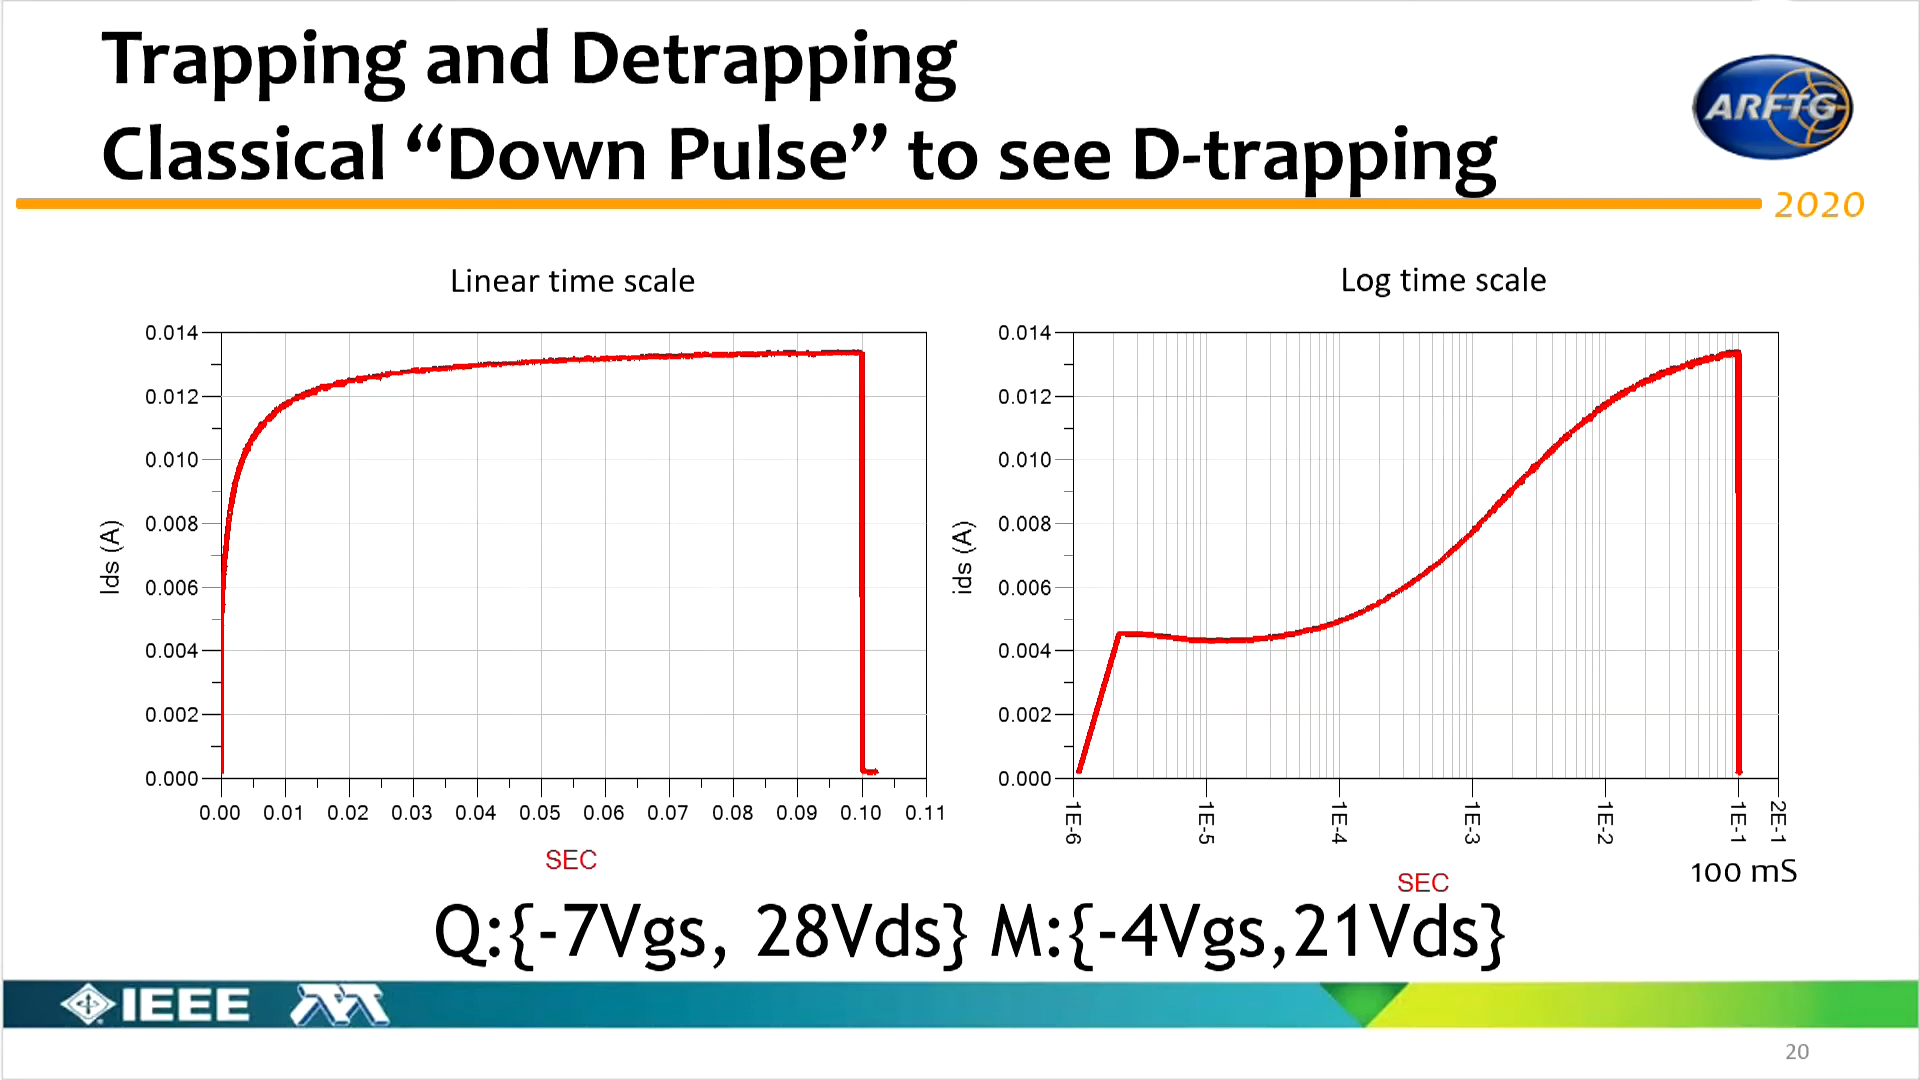 Trapping and Detrapping
Classical “Down Pulse” to see D-trapping
ARFTG
2020
Linear time scale
Log time scale
0.014
0.012
0.010
0.008
0.006
0.004
0.002
0.000
Ids (A)
0.00 0.01 0.02 0.03 0.04 0.05 0.06 0.07 0.08 0.09 0.10 0.11
SEC
0.014
0.012
0.010
0.008
0.006
0.004
0.002
0.000
ids (A)
1E-6 1E-5 1E-4 1E-3 1E-2 1E-1 2E-1
100 mS
SEC
Q:{-7Vgs, 28Vds} M:{-4Vgs,21Vds}
IEEE
20